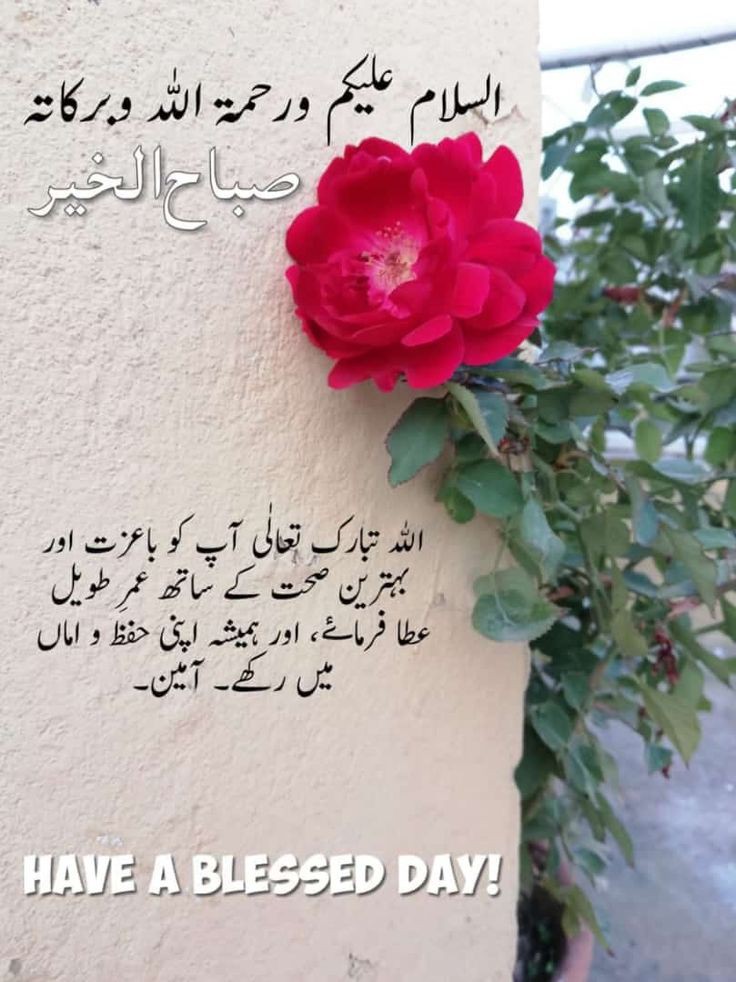 السلام علیکم ورحمۃ اللہ وبرکاتہ
صباح الخیر
اللہ تبارک تعالٰی آپ کو باعزت اور
بہترین صحت کے ساتھ عمرِ طویل
عطا فرمائے، اور ہمیشہ اپنی حفظ و اماں
میں رکھے۔ آمین۔
HAVE A BLESSED DAY!